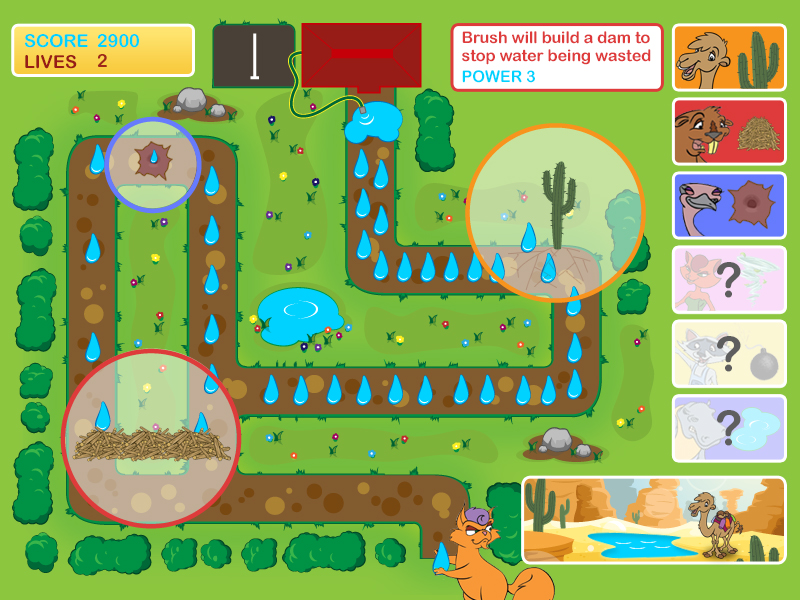 SCORE 2900
LIVES 2
Brush will build a dam to
stop water being wasted
POWER 3
?
?
?